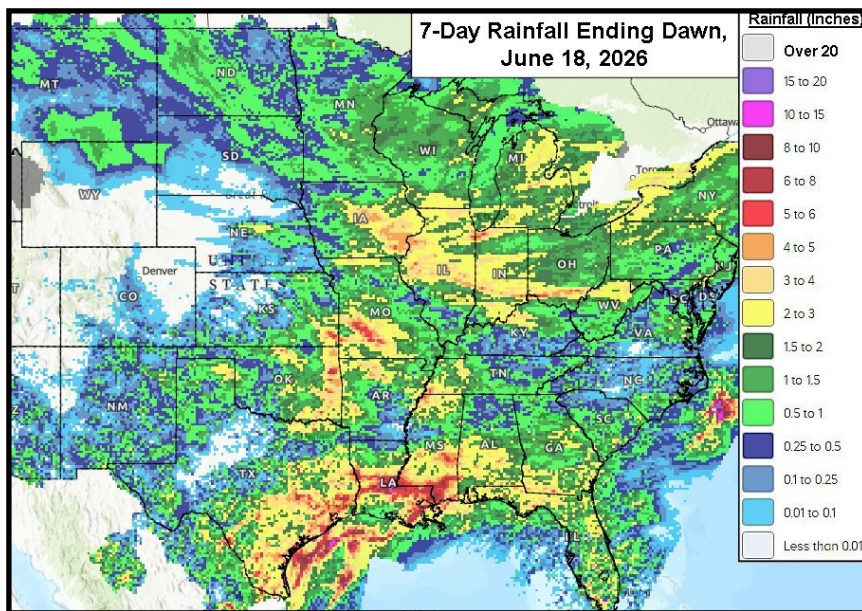 7-Day Rainfall Ending Dawn,
June 18, 2026
Rainfall (Inches)
Over 20
15 to 20
10 to 15
8 to 10
6 to 8
5 to 6
4 to 5
3 to 4
2 to 3
1.5 to 2
1 to 1.5
0.5 to 1
0.25 to 0.5
0.1 to 0.25
0.01 to 0.1
Less than 0.01
MT
ND
MN
Ottawa
WI
MI
Toronto
SD
WY
NY
IA
NE
PA
NJ
UNITED
STATES
Denver
IL
IN
OH
CO
KS
MO
WV
DC
VA
KY
NM
OK
AR
TN
NC
SC
MS
AL
GA
TX
LA